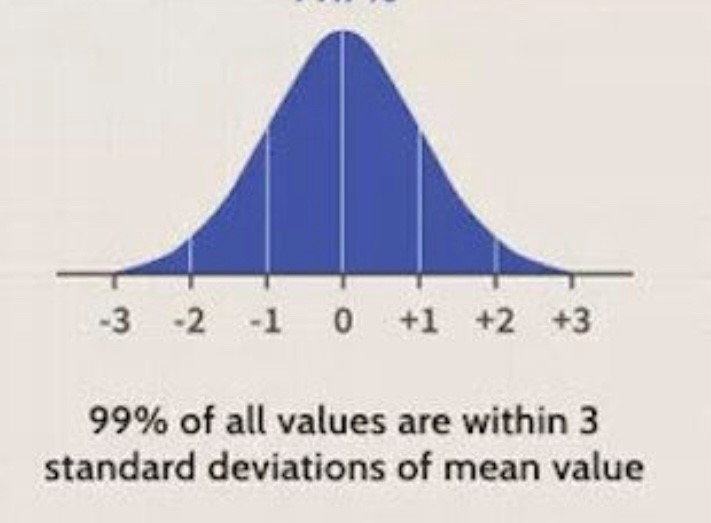 -3 -2 -1 0 +1 +2 +3
99% of all values are within 3
standard deviations of mean value